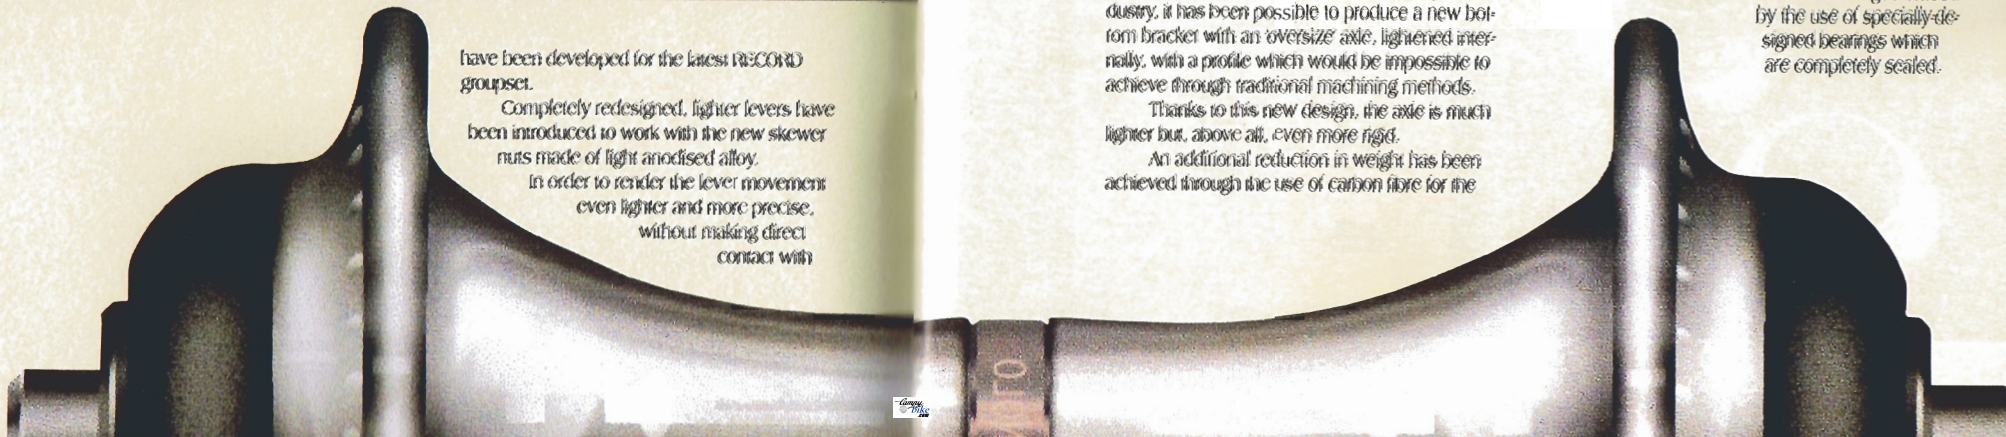 have been developed for the latest RECORD
groupset.
Completely redesigned, lighter levers have
been introduced to work with the new skewer
nuts made of light anodised alloy.
In order to render the lever movement
even lighter and more precise,
without making direct
contact with
dustry, it has been possible to produce a new bot-
tom bracket with an 'oversize' axle, lightened inter-
nally, with a profile which would be impossible to
achieve through traditional machining methods.
Thanks to this new design, the axle is much
lighter but, above all, even more rigid.
An additional reduction in weight has been
achieved through the use of carbon fibre for the
by the use of specially-de-
signed bearings which
are completely sealed.
Campy
bike
.com